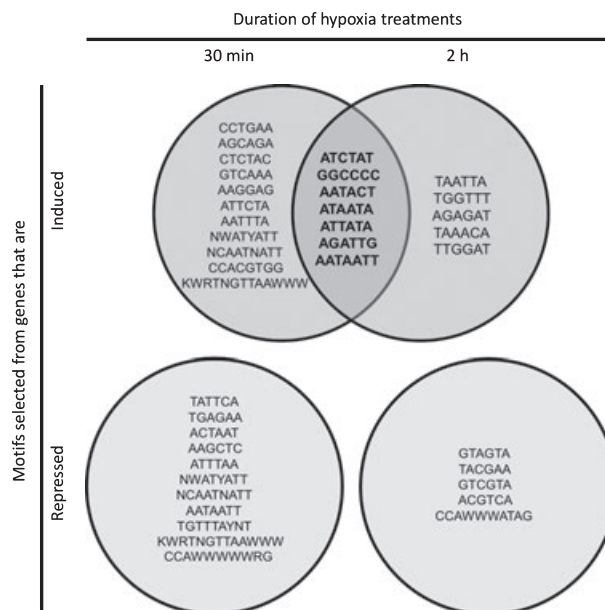 Duration of hypoxia treatments
30 min
2 h
Motifs selected from genes that are
Induced
CCTGAA
AGCAGA
CTCTAC
GTCAAA
AAGGAG
ATTCTA
AATTTA
NWATYATT
NCAATNATT
CCACGTGG
KWRTNGTTAAWWW
ATCTAT
GGCCCC
AATACT
ATAATA
ATTATA
AGATTG
AATAATT
TAATTA
TGGTTT
AGAGAT
TAAACA
TTGGAT
Repressed
TATTCA
TGAGAA
ACTAAT
AAGCTC
ATTTAA
NWATYATT
NCAATNATT
AATAATT
TGTTTAYNT
KWRTNGTTAAWWW
CCAWWWWWRG
GTAGTA
TACGAA
GTCGTA
ACGTCA
CCAWWWATAG